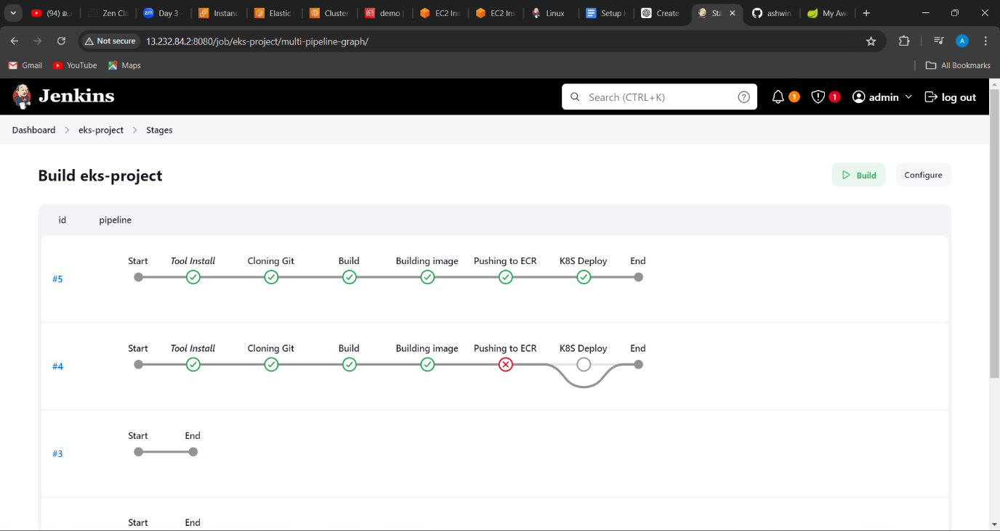 (94) Zen Cla Day 3 - Instanc Elastic Cluster demo EC2 Ins EC2 Ins Linux Setup Create Sta ashwin My Aw
Not secure 13.232.84.2:8080/job/eks-project/multi-pipeline-graph/ A
Gmail YouTube Maps All Bookmarks
Jenkins Search (CTRL+K) ? 1 1 admin log out
Dashboard eks-project Stages
Build eks-project Build Configure
id pipeline
Start Tool Install Cloning Git Build Building image Pushing to ECR K8S Deploy End
#5
Start Tool Install Cloning Git Build Building image Pushing to ECR K8S Deploy End
#4
Start End
#3
Start End